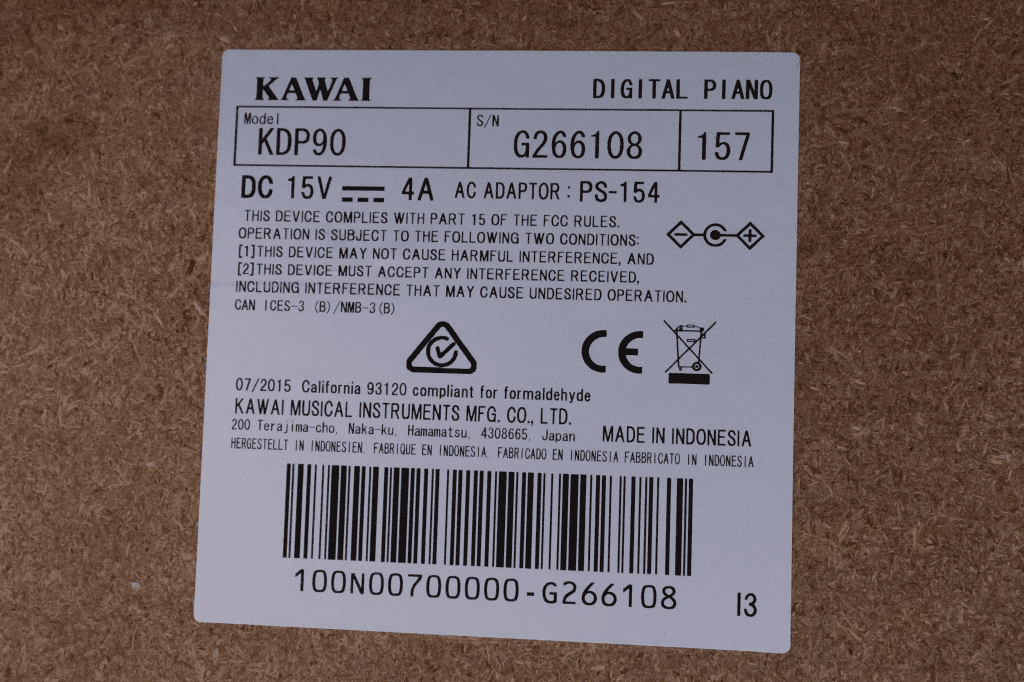 KAWAI DIGITAL PIANO
Model KDP90 S/N G266108 157
DC 15V 4A AC ADAPTOR : PS-154
THIS DEVICE COMPLIES WITH PART 15 OF THE FCC RULES.
OPERATION IS SUBJECT TO THE FOLLOWING TWO CONDITIONS:
[1]THIS DEVICE MAY NOT CAUSE HARMFUL INTERFERENCE, AND
[2]THIS DEVICE MUST ACCEPT ANY INTERFERENCE RECEIVED,
INCLUDING INTERFERENCE THAT MAY CAUSE UNDESIRED OPERATION.
CAN ICES-3 (B)/NMB-3(B)
CE
07/2015 California 93120 compliant for formaldehyde
KAWAI MUSICAL INSTRUMENTS MFG. CO., LTD.
200 Terajima-cho, Naka-ku, Hamamatsu, 4308665, Japan MADE IN INDONESIA
HERGESTELLT IN INDONESIEN. FABRIQUE EN INDONESIA. FABRICADO EN INDONESIA FABBRICATO IN INDONESIA
100N00700000-G266108 I3